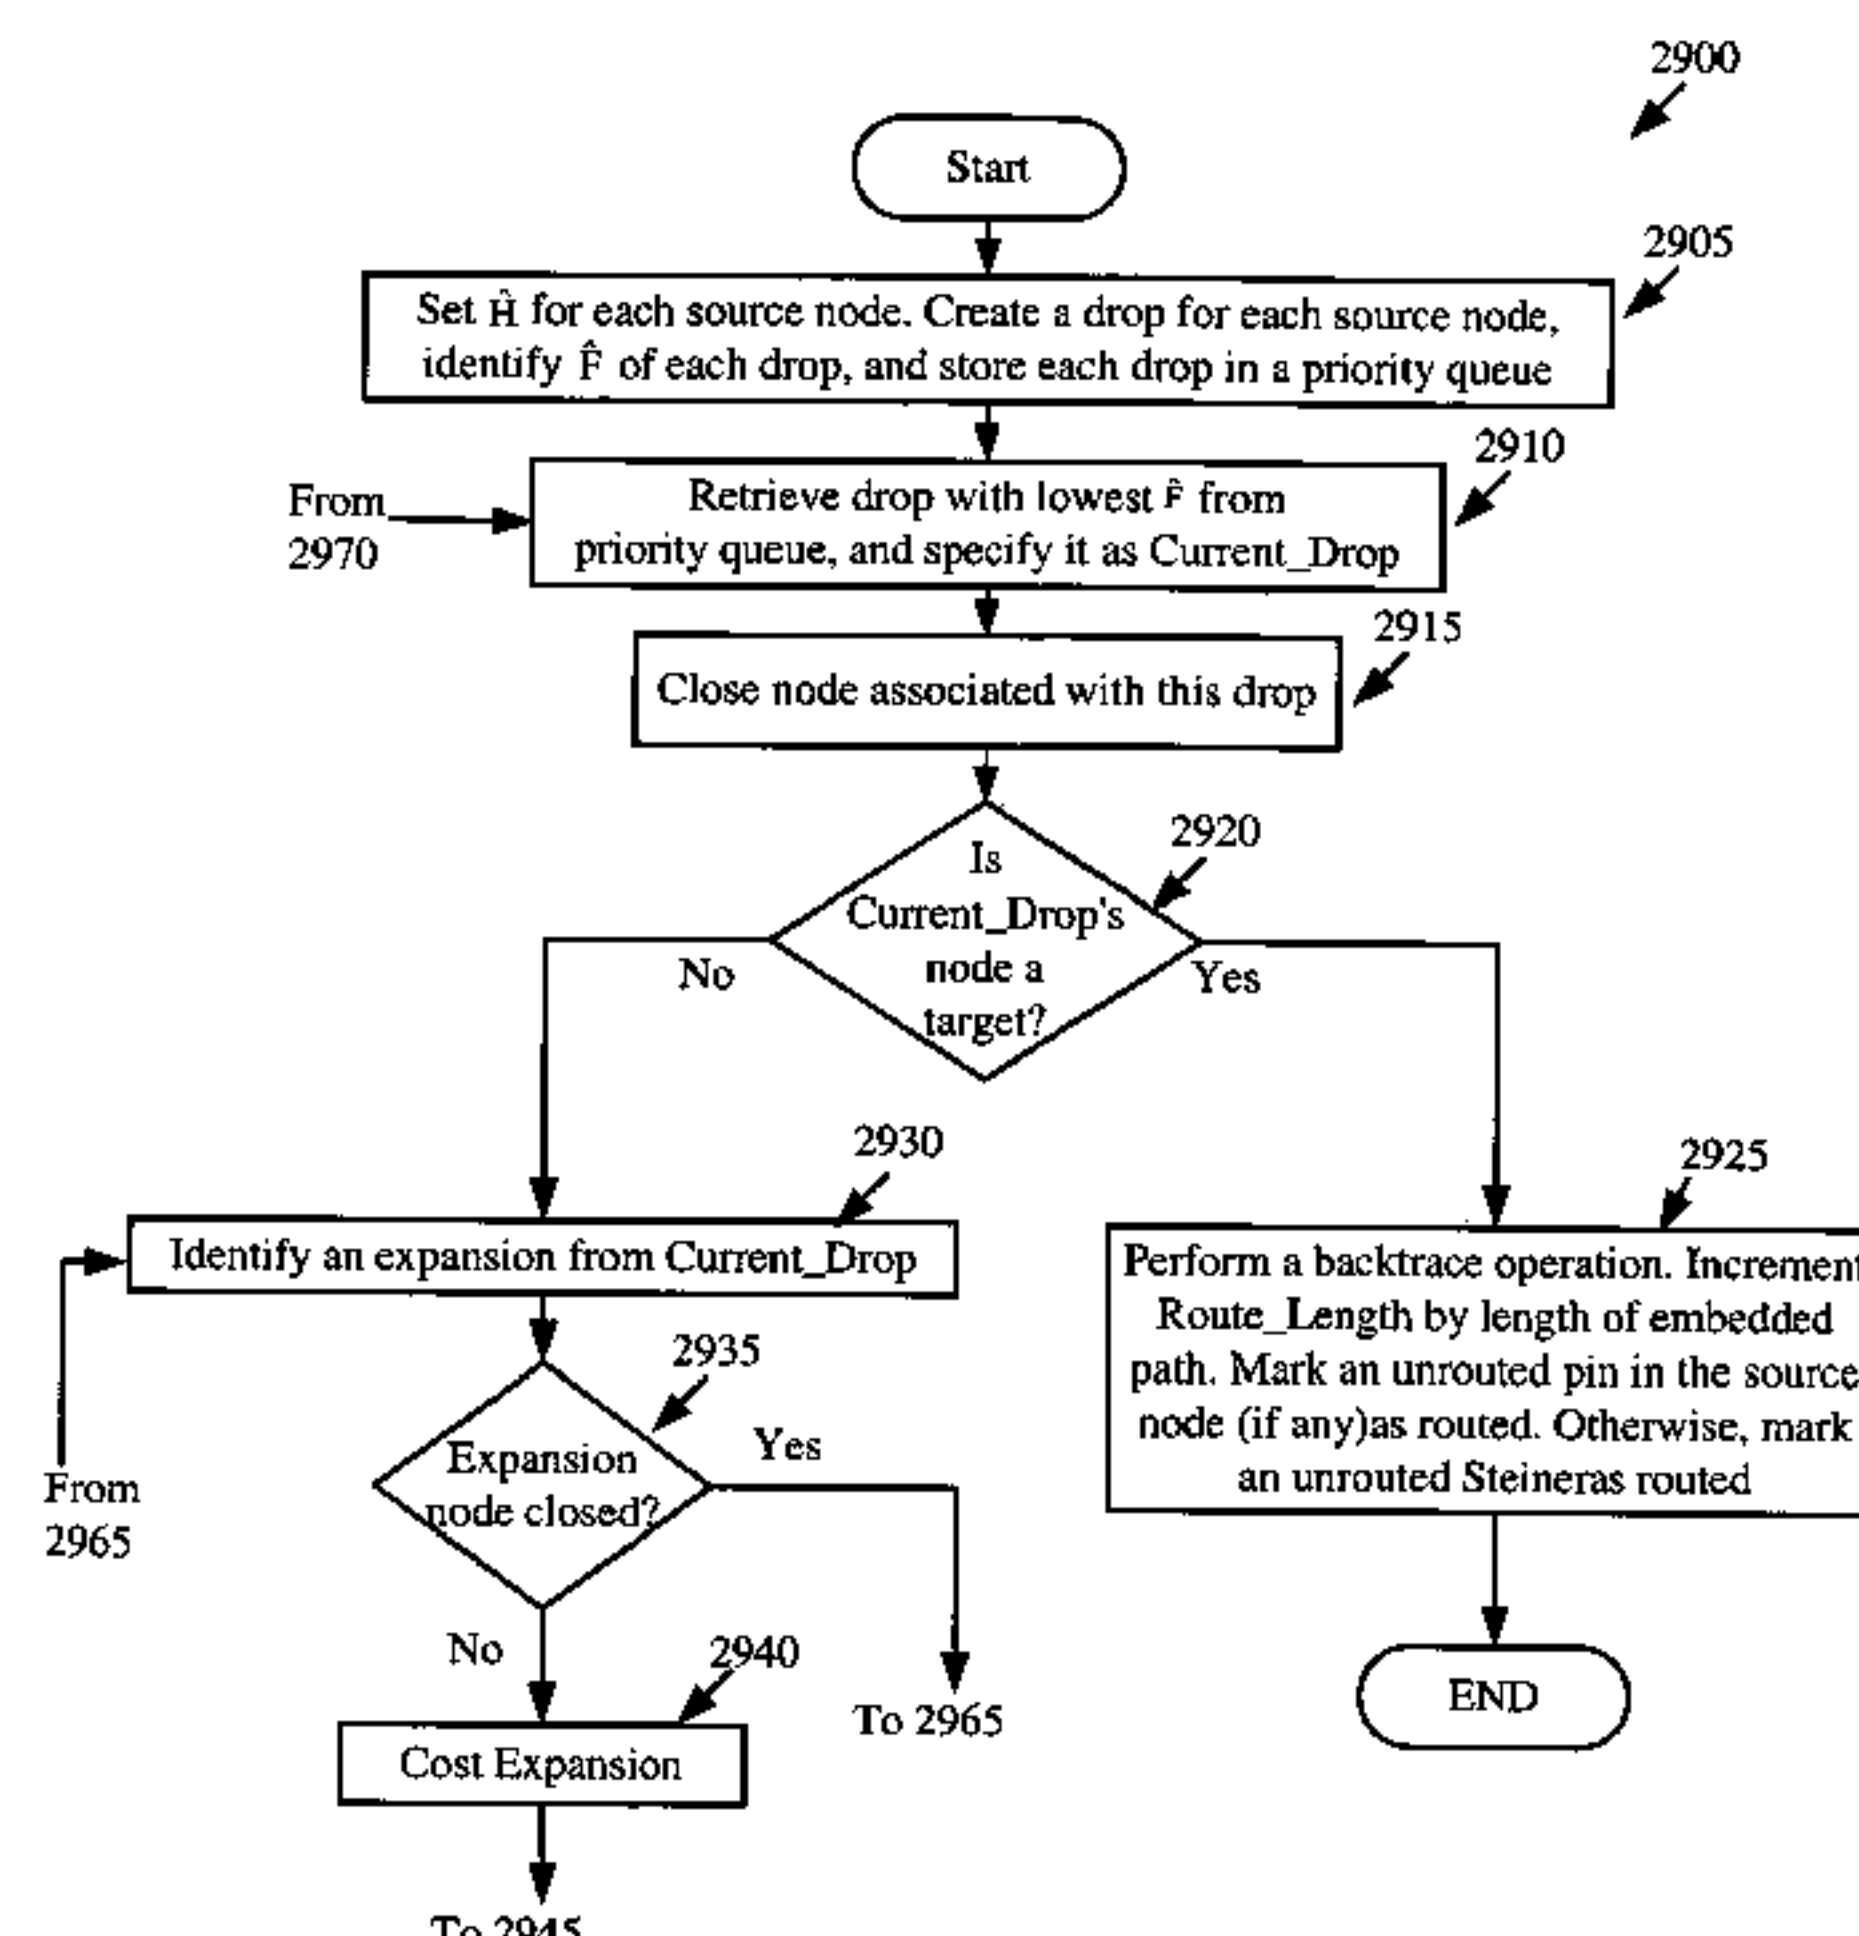 2900
Start
2905
Set Ĥ for each source node. Create a drop for each source node,
identify F̂ of each drop, and store each drop in a priority queue
2910
From
2970
Retrieve drop with lowest F̂ from
priority queue, and specify it as Current_Drop
2915
Close node associated with this drop
2920
Is
Current_Drop's
node a
target?
No
Yes
2930
2925
Identify an expansion from Current_Drop
Perform a backtrace operation. Increment
Route_Length by length of embedded
path. Mark an unrouted pin in the source
node (if any)as routed. Otherwise, mark
an unrouted Steineras routed
2935
Expansion
node closed?
Yes
From
2965
No
2940
To 2965
END
Cost Expansion
To 2945